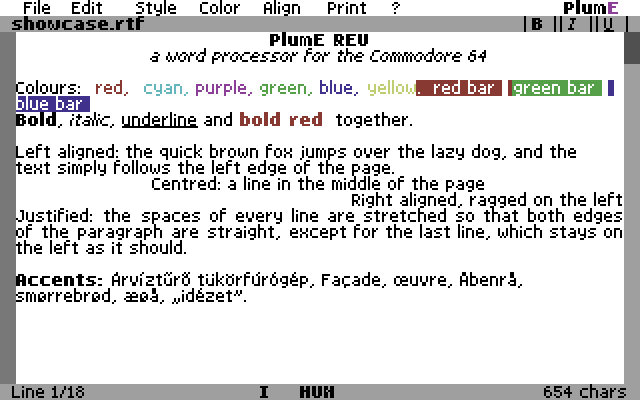 File Edit Style Color Align Print ? PlumE
showcase.rtf B I U
PlumE REU
a word processor for the Commodore 64
Colours: red, cyan, purple, green, blue, yellow. red bar green bar
blue bar
Bold, italic, underline and bold red together.
Left aligned: the quick brown fox jumps over the lazy dog, and the
text simply follows the left edge of the page.
Centred: a line in the middle of the page
Right aligned, ragged on the left
Justified: the spaces of every line are stretched so that both edges
of the paragraph are straight, except for the last line, which stays on
the left as it should.
Accents: Árvíztűrő tükörfúrógép, Façade, œuvre, Åbenrå,
smørrebrød, æøå, „idézet”.
Line 1/18 I HUN 654 chars